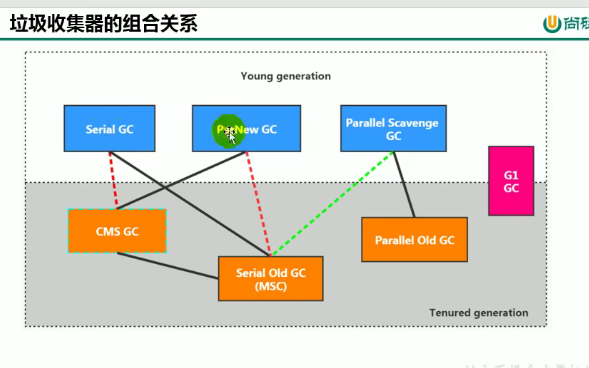 垃圾收集器的组合关系
尚硅
Young generation
Serial GC
ParNew GC
Parallel Scavenge
GC
G1
GC
CMS GC
Parallel Old GC
Serial Old GC
(MSC)
Tenured generation